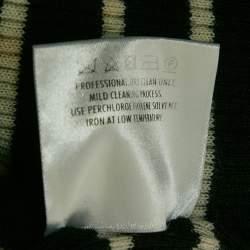 PROFESSIONAL DRY CLEAN ONLY.
MILD CLEANING PROCESS.
USE PERCHLOROETHYLENE SOLVENT
IRON AT LOW TEMPERATURE.